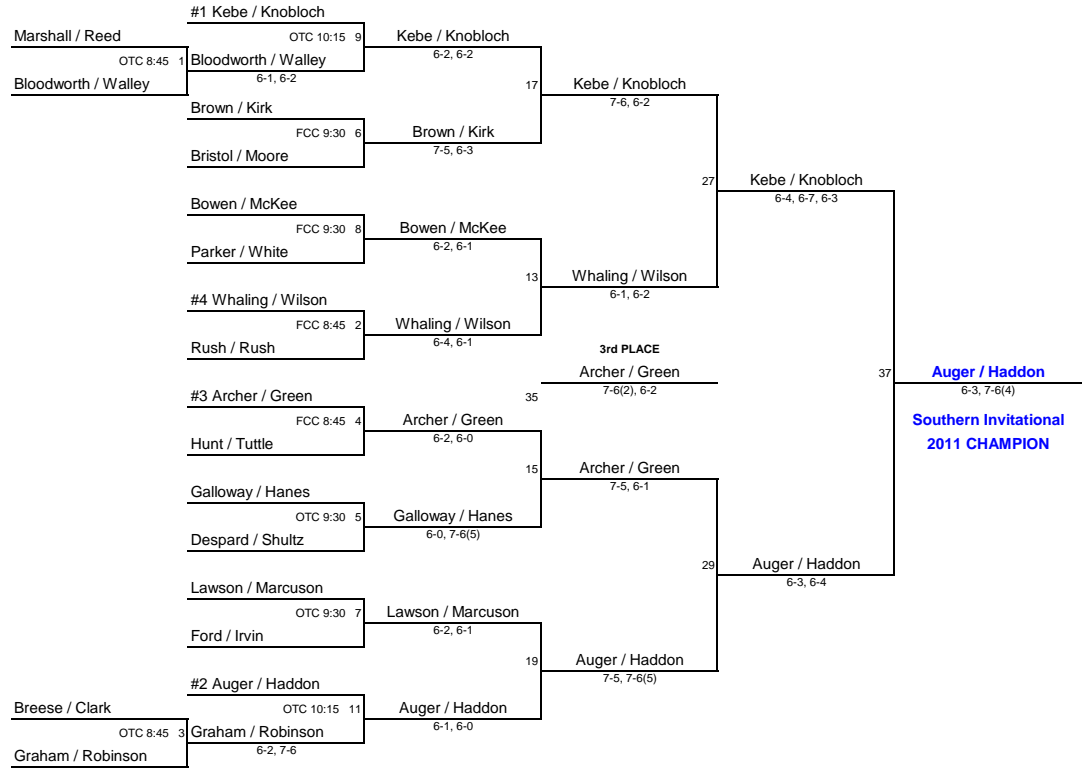 #1 Kebe / Knobloch
Marshall / Reed
OTC 10:15 9
Kebe / Knobloch
6-2, 6-2
OTC 8:45 1
Bloodworth / Walley
Bloodworth / Walley
6-1, 6-2
17
Kebe / Knobloch
7-6, 6-2
Brown / Kirk
FCC 9:30 6
Brown / Kirk
7-5, 6-3
Bristol / Moore
27
Kebe / Knobloch
6-4, 6-7, 6-3
Bowen / McKee
FCC 9:30 8
Bowen / McKee
6-2, 6-1
Parker / White
13
Whaling / Wilson
6-1, 6-2
#4 Whaling / Wilson
FCC 8:45 2
Whaling / Wilson
6-4, 6-1
Rush / Rush
3rd PLACE
Archer / Green
7-6(2), 6-2
35
37
Auger / Haddon
6-3, 7-6(4)
Southern Invitational
2011 CHAMPION
#3 Archer / Green
FCC 8:45 4
Archer / Green
6-2, 6-0
Hunt / Tuttle
15
Archer / Green
7-5, 6-1
Galloway / Hanes
OTC 9:30 5
Galloway / Hanes
6-0, 7-6(5)
Despard / Shultz
29
Auger / Haddon
6-3, 6-4
Lawson / Marcuson
OTC 9:30 7
Lawson / Marcuson
6-2, 6-1
Ford / Irvin
19
Auger / Haddon
7-5, 7-6(5)
#2 Auger / Haddon
Breese / Clark
OTC 10:15 11
Auger / Haddon
6-1, 6-0
OTC 8:45 3
Graham / Robinson
6-2, 7-6
Graham / Robinson